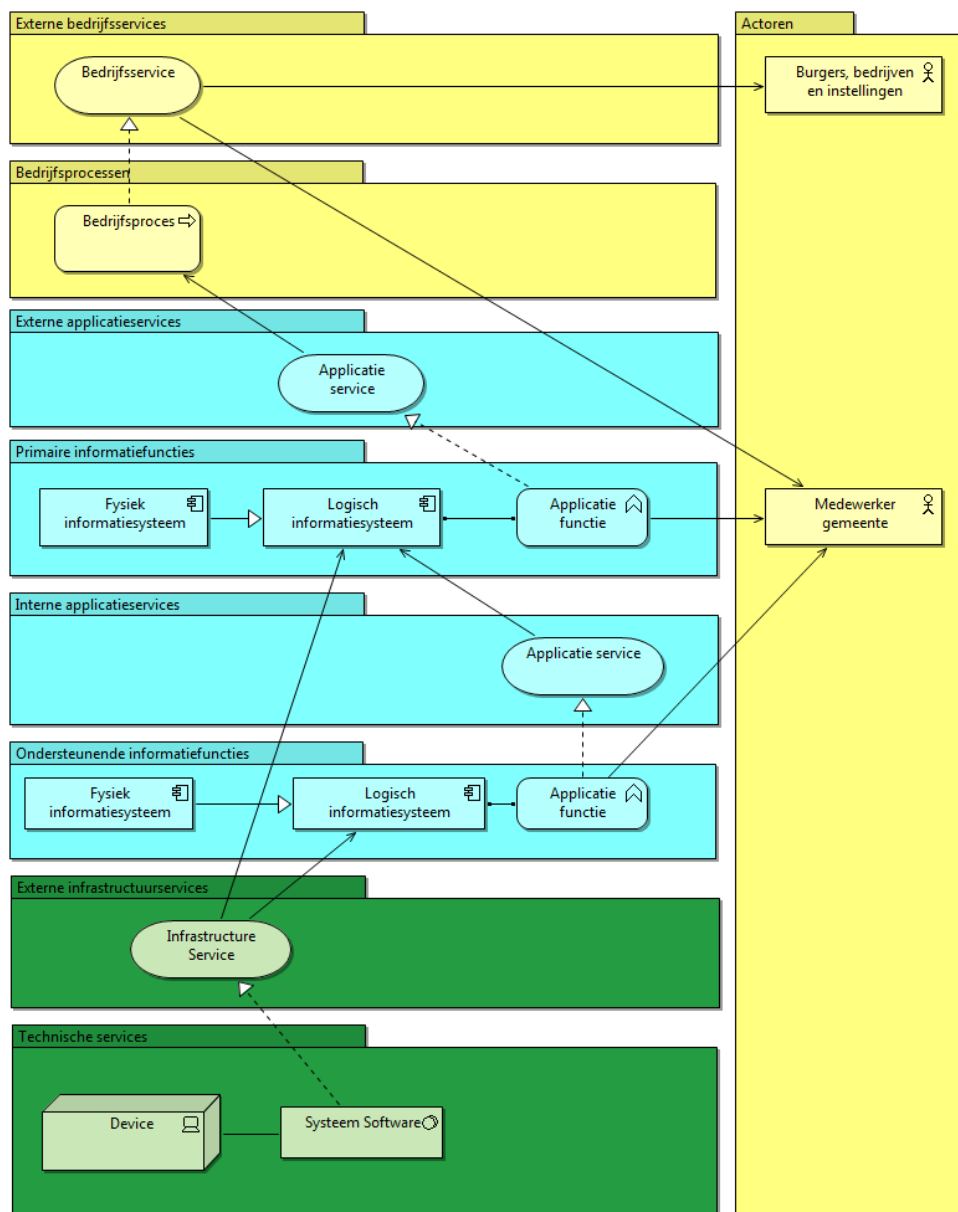 Externe bedrijfsservices
Actoren
Bedrijfsservice
Burgers, bedrijven
en instellingen
Bedrijfsprocessen
Bedrijfsproces
Externe applicatieservices
Applicatie
service
Primaire informatiefuncties
Fysiek
informatiesysteem
Logisch
informatiesysteem
Applicatie
functie
Medewerker
gemeente
Interne applicatieservices
Applicatie service
Ondersteunende informatiefuncties
Fysiek
informatiesysteem
Logisch
informatiesysteem
Applicatie
functie
Externe infrastructuurservices
Infrastructure
Service
Technische services
Device
Systeem Software